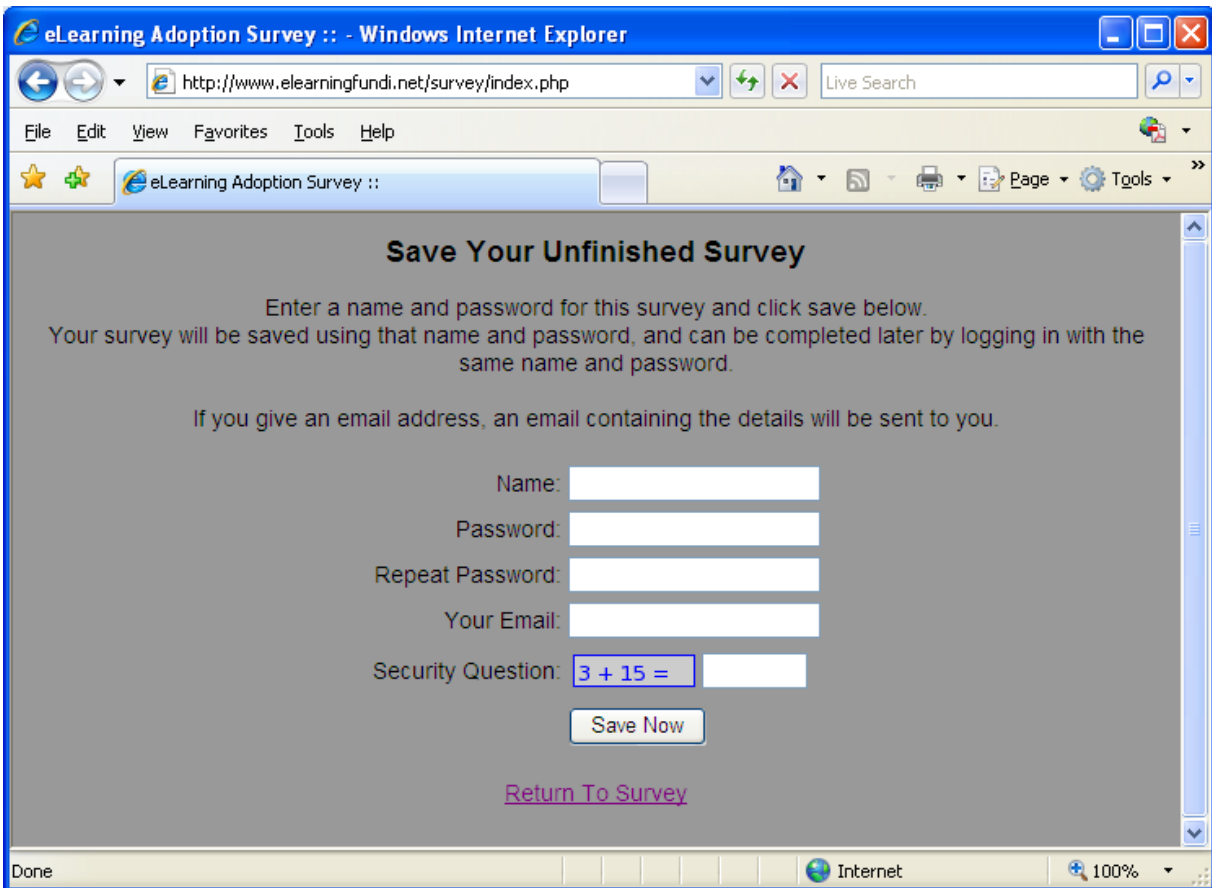 eLearning Adoption Survey :: - Windows Internet Explorer
http://www.elearningfundi.net/survey/index.php
Live Search
File Edit View Favorites Tools Help
eLearning Adoption Survey ::
Page Tools »
Save Your Unfinished Survey
Enter a name and password for this survey and click save below.
Your survey will be saved using that name and password, and can be completed later by logging in with the
same name and password.
If you give an email address, an email containing the details will be sent to you.
Name:
Password:
Repeat Password:
Your Email:
Security Question: 3 + 15 =
Save Now
Return To Survey
Done Internet 100%